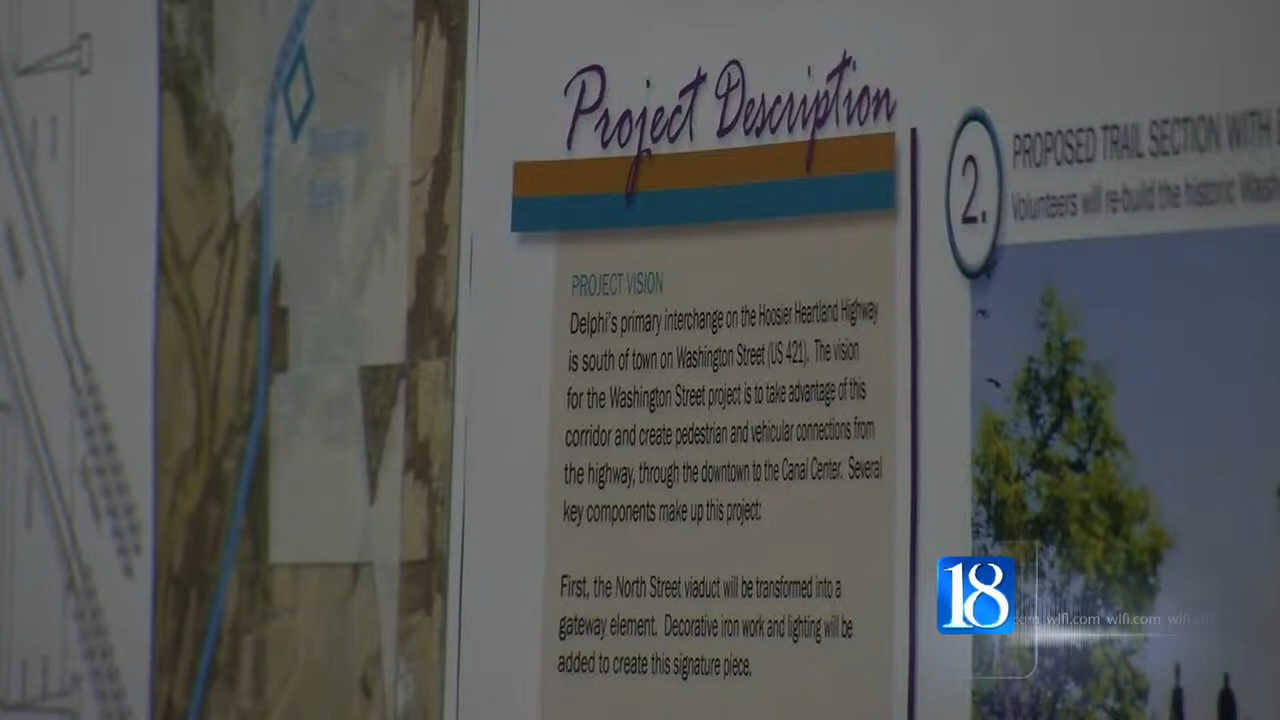 Project Description
PROJECT VISION
Delphi's primary interchange on the Hoosier Heartland Highway
is south of town on Washington Street (US 421). The vision
for the Washington Street project is to take advantage of this
corridor and create pedestrian and vehicular connections from
the highway, through the downtown to the Canal Center. Several
key components make up this project:
First, the North Street viaduct will be transformed into a
gateway element. Decorative iron work and lighting will be
added to create this signature piece.
2.
PROPOSED TRAIL SECTION WITH
Volunteers will re-build the historic Wash
18
.com wlfi.com wlfi.com wlfi.com